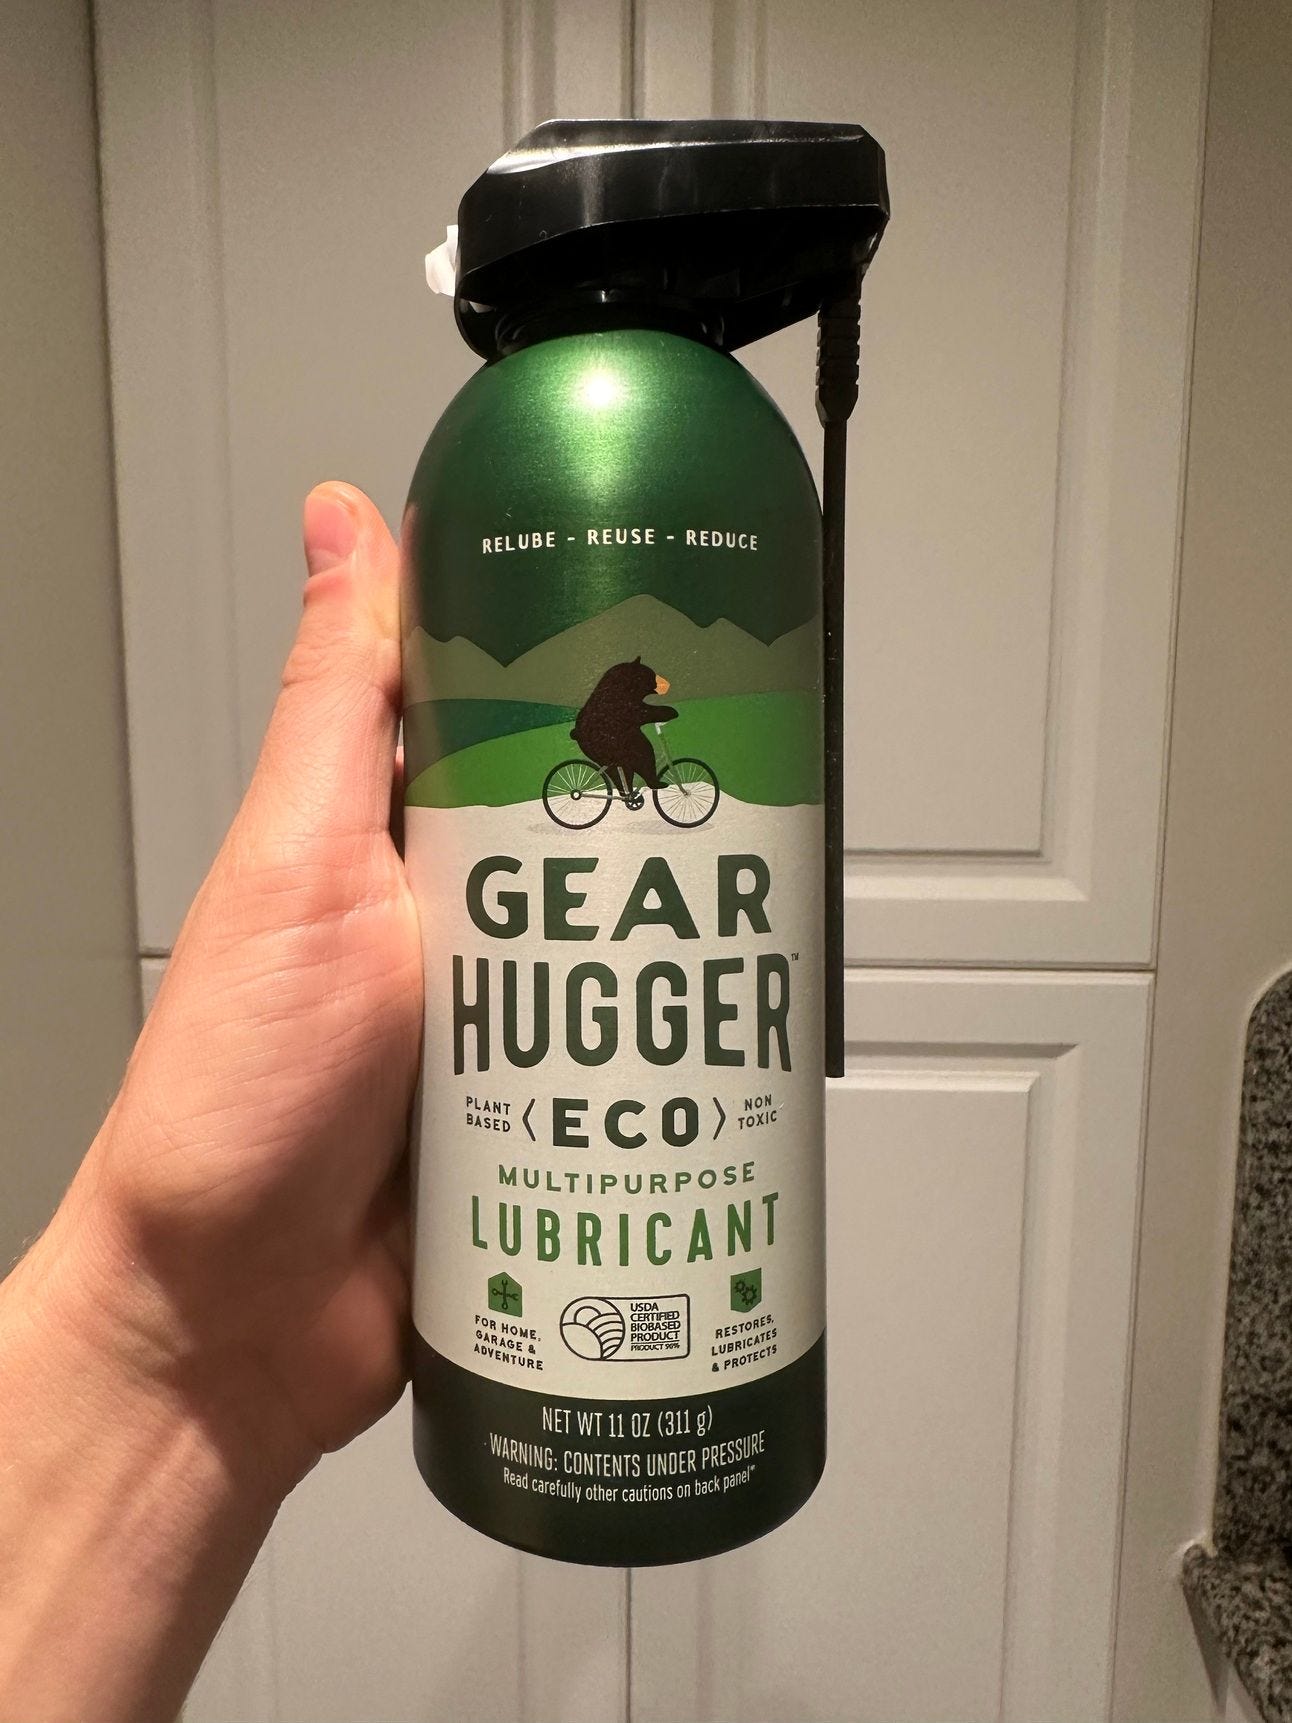 RELUBE - REUSE - REDUCE
GEAR
HUGGER™
PLANT
BASED
⟨ECO⟩
NON
TOXIC
MULTIPURPOSE
LUBRICANT
FOR HOME,
GARAGE &
ADVENTURE
USDA
CERTIFIED
BIOBASED
PRODUCT
PRODUCT 96%
RESTORES,
LUBRICATES
& PROTECTS
NET WT 11 OZ (311 g)
WARNING: CONTENTS UNDER PRESSURE
Read carefully other cautions on back panel"